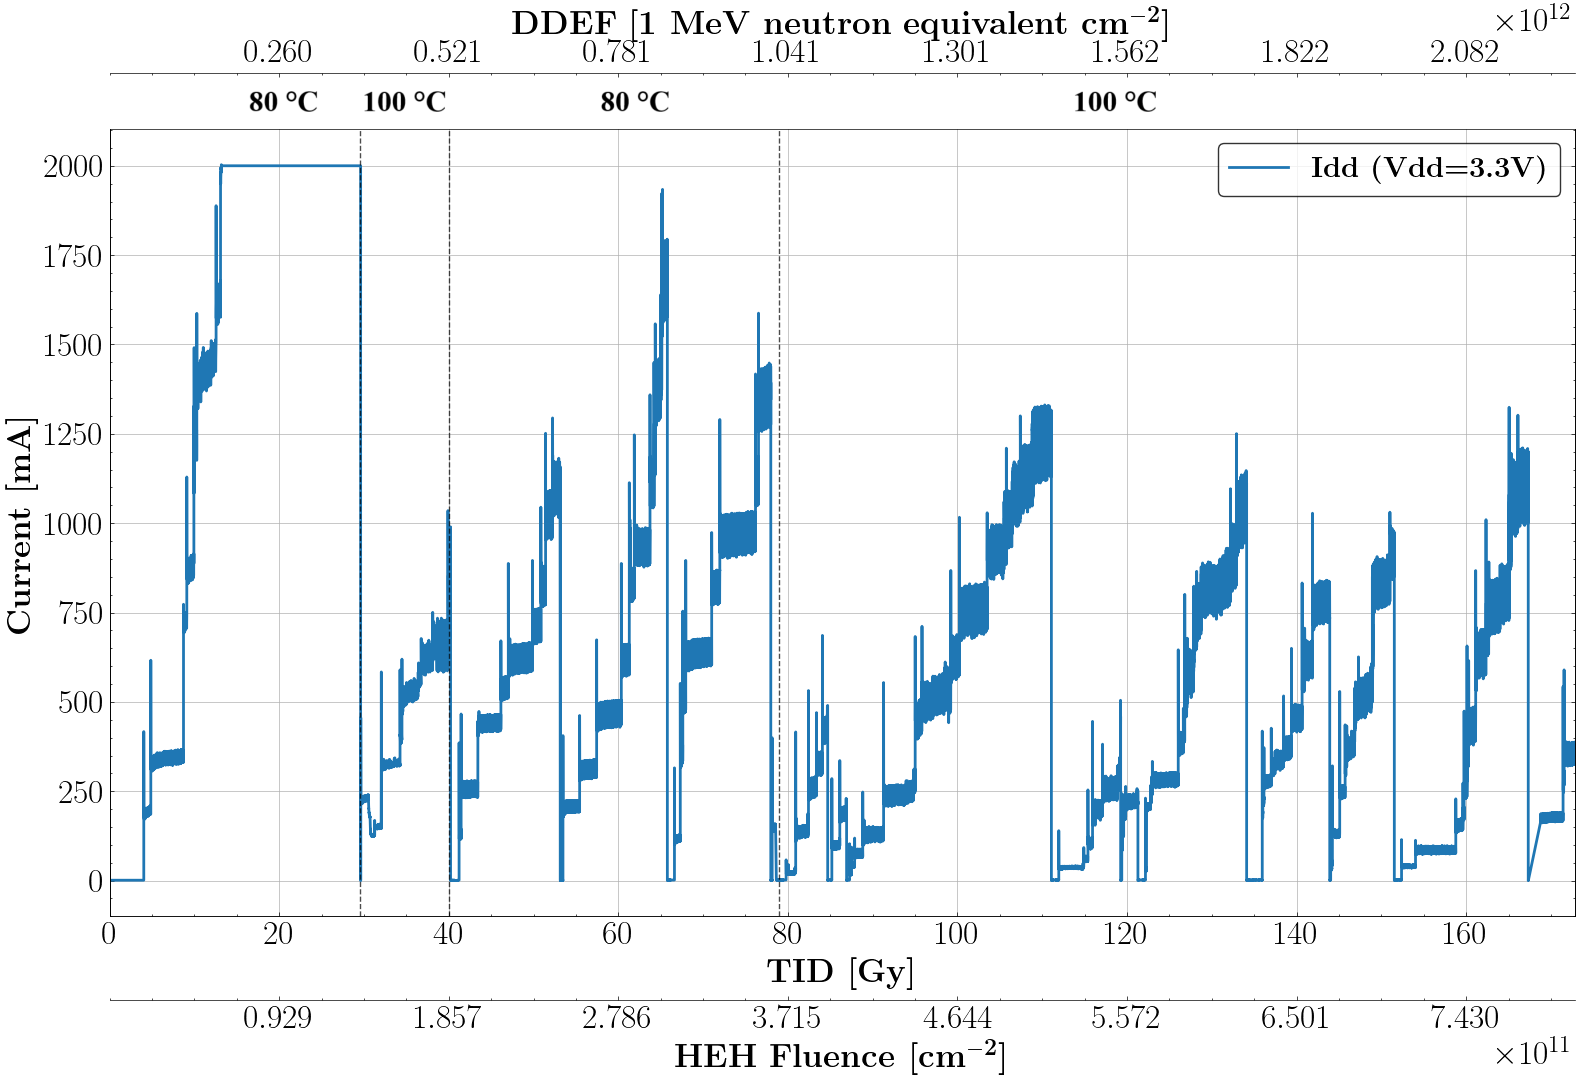 DDEF [1 MeV neutron equivalent cm⁻²]
×10¹²
0.260 0.521 0.781 1.041 1.301 1.562 1.822 2.082
80 °C 100 °C 80 °C 100 °C
Idd (Vdd=3.3V)
2000
1750
1500
1250
1000
750
500
250
0
Current [mA]
0 20 40 60 80 100 120 140 160
TID [Gy]
0.929 1.857 2.786 3.715 4.644 5.572 6.501 7.430
HEH Fluence [cm⁻²]
×10¹¹